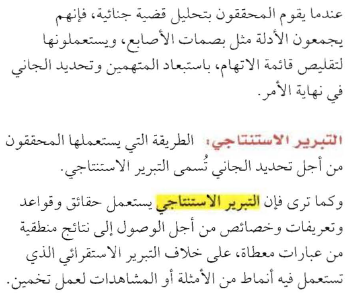 عندما يقوم المحققون بتحليل قضية جنائية، فإنهم
يجمعون الأدلة مثل بصمات الأصابع، ويستعملونها
لتقليص قائمة الاتهام، باستبعاد المتهمين وتحديد الجاني
في نهاية الأمر.
التبرير الاستنتاجي: الطريقة التي يستعملها المحققون
من أجل تحديد الجاني تُسمى التبرير الاستنتاجي.
وكما ترى فإن التبرير الاستنتاجي يستعمل حقائق وقواعد
وتعريفات وخصائص من أجل الوصول إلى نتائج منطقية
من عبارات معطاة، على خلاف التبرير الاستقرائي الذي
تستعمل فيه أنماط من الأمثلة أو المشاهدات لعمل تخمين.